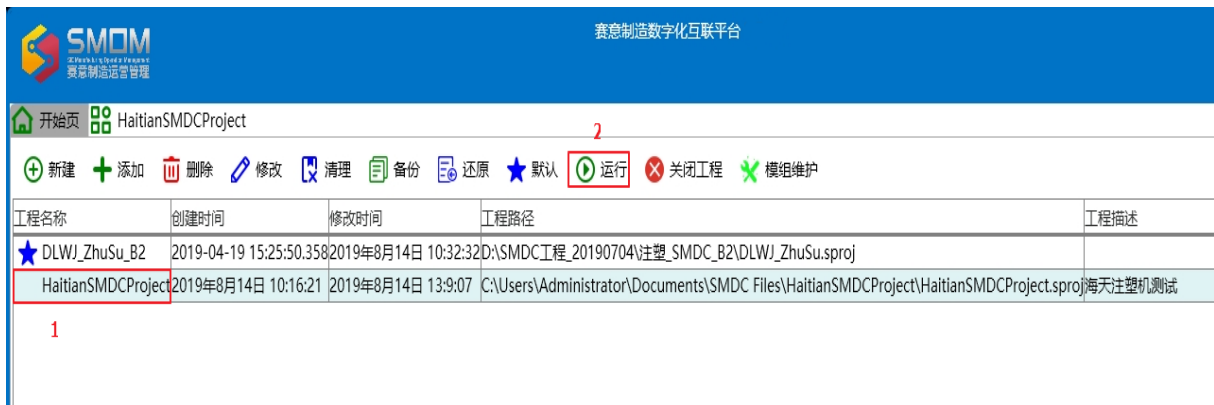 赛意制造数字化互联平台
SMOM
赛意制造运营管理
开始页 HaitianSMDCProject
2
新建 添加 删除 修改 清理 备份 还原 默认 运行 关闭工程 模组维护
工程名称 创建时间 修改时间 工程路径 工程描述
DLWJ_ZhuSu_B2 2019-04-19 15:25:50.358 2019年8月14日 10:32:32 D:\SMDC工程_20190704\注塑_SMDC_B2\DLWJ_ZhuSu.sproj
HaitianSMDCProject 2019年8月14日 10:16:21 2019年8月14日 13:9:07 C:\Users\Administrator\Documents\SMDC Files\HaitianSMDCProject\HaitianSMDCProject.sproj 海天注塑机测试
1